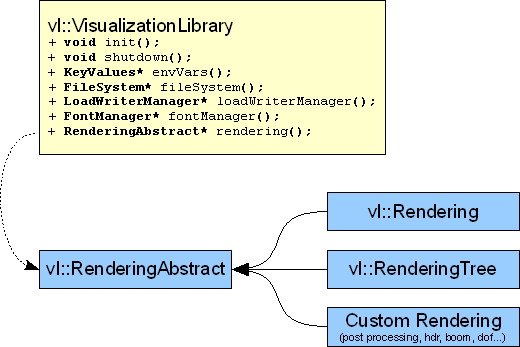 vl::VisualizationLibrary
+ void init();
+ void shutdown();
+ KeyValues* envVars();
+ FileSystem* fileSystem();
+ LoadWriterManager* loadWriterManager();
+ FontManager* fontManager();
+ RenderingAbstract* rendering();
vl::Rendering
vl::RenderingAbstract
vl::RenderingTree
Custom Rendering
(post processing, hdr, boom, dof...)